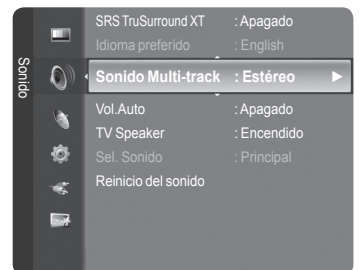 Sonido
SRS TruSurround XT : Apagado
Idioma preferido : English
Sonido Multi-track : Estéreo
Vol.Auto : Apagado
TV Speaker : Encendido
Sel. Sonido : Principal
Reinicio del sonido